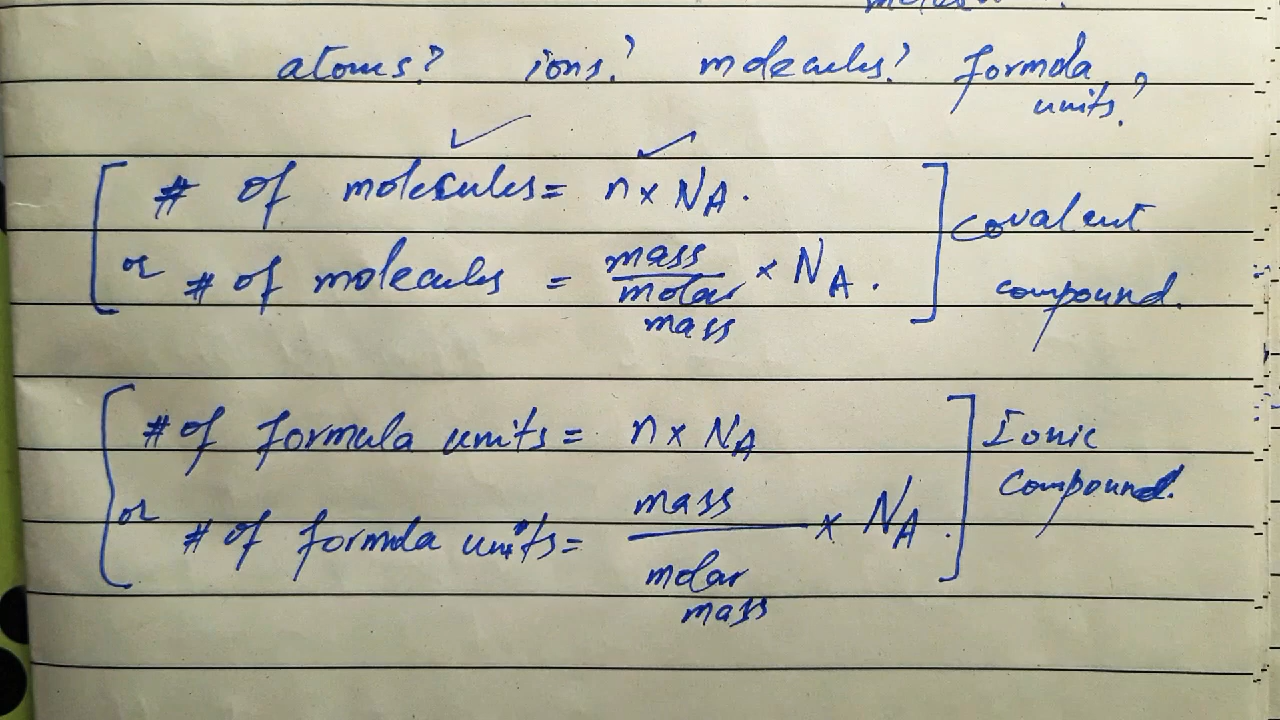 atoms? ions? molecules? formula units?
# of molecules = n x NA.
or # of molecules = mass / molar mass x NA.
Covalent compound.
# of formula units = n x NA
or # of formula units = mass / molar mass x NA.
Ionic compound.